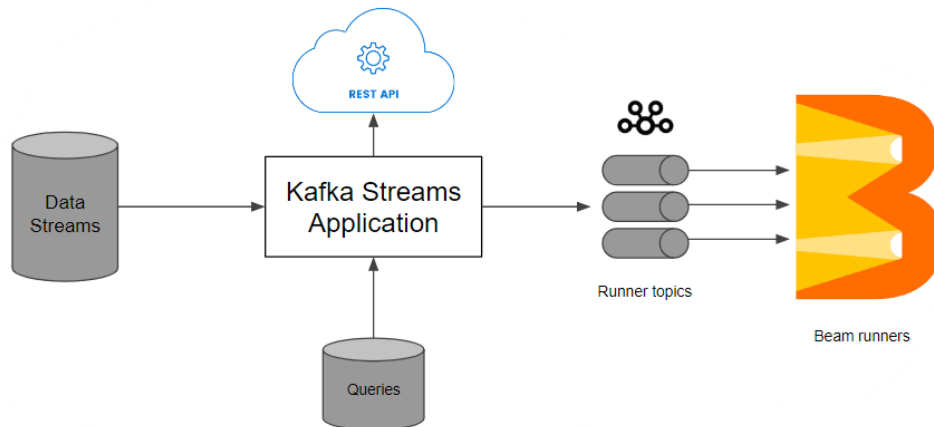 REST API
Data
Streams
Kafka Streams
Application
Runner topics
Beam runners
Queries